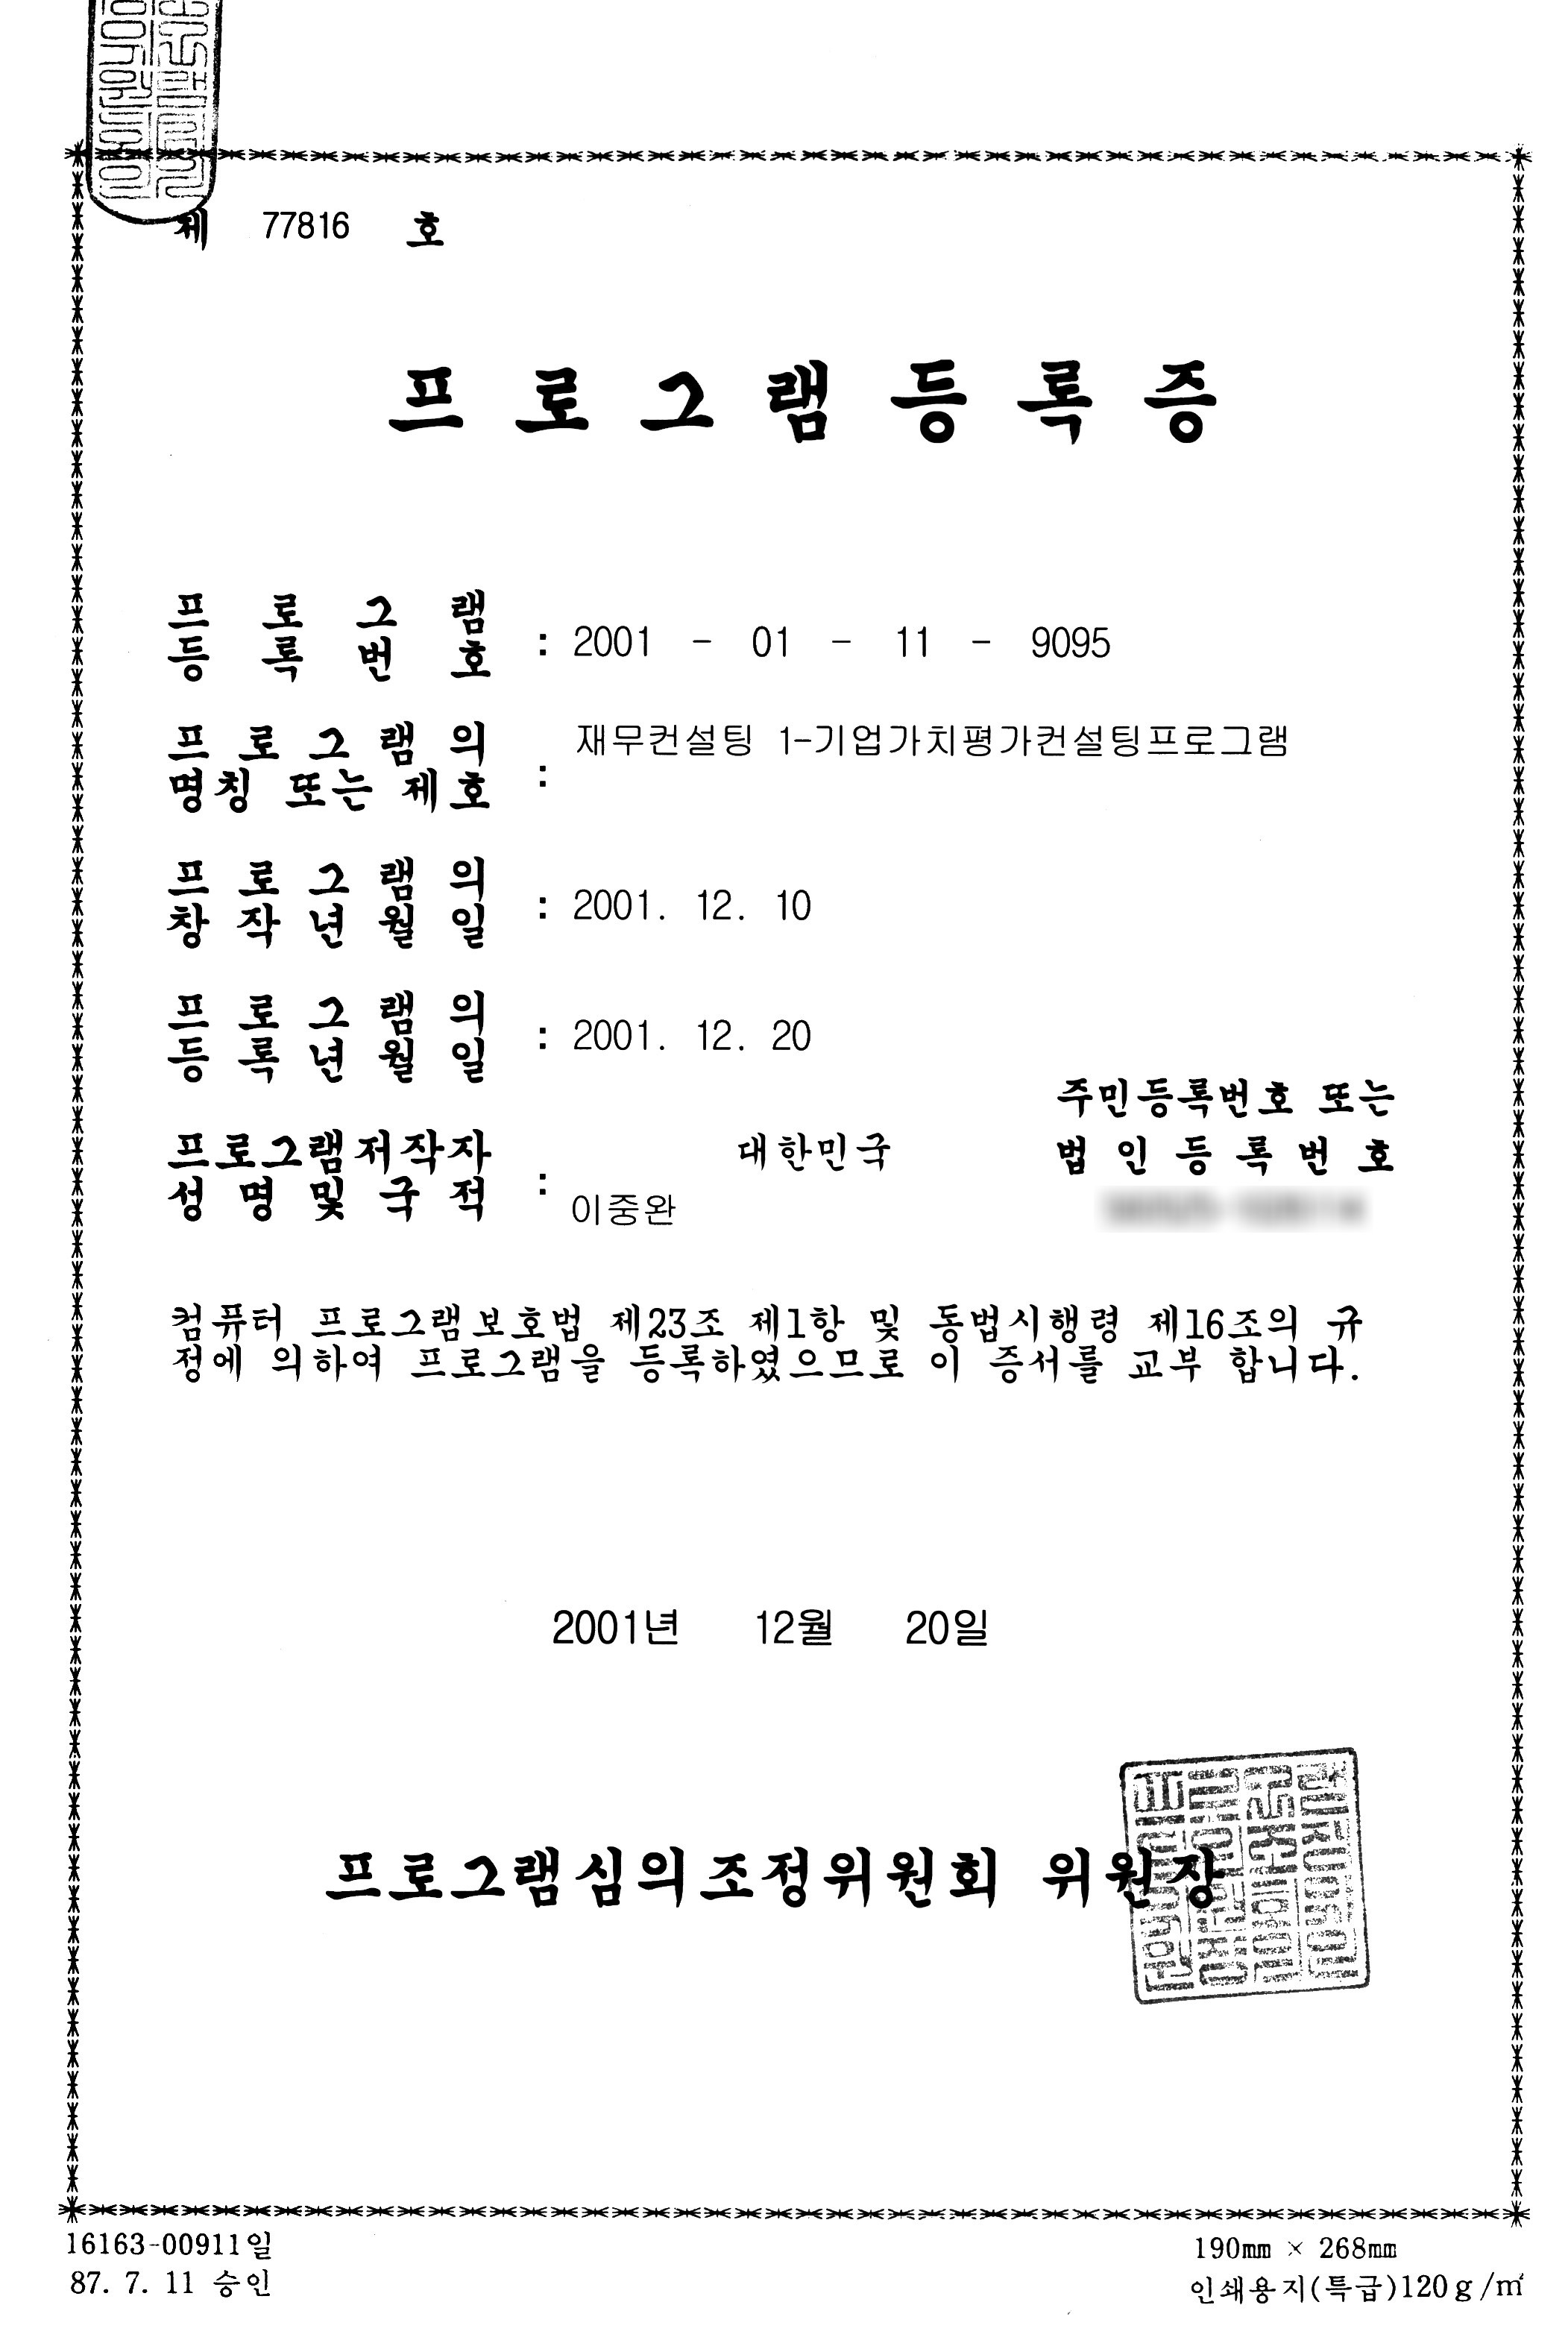 제 77816 호
프로그램등록증
프로그램
등록번호 : 2001 - 01 - 11 - 9095
프로그램의
명칭 또는 제호 : 재무컨설팅 1-기업가치평가컨설팅프로그램
프로그램의
창작년월일 : 2001. 12. 10
프로그램의
등록년월일 : 2001. 12. 20
주민등록번호 또는
법인등록번호
프로그램저작자
성명및국적 : 대한민국
이중완
컴퓨터 프로그램보호법 제23조 제1항 및 동법시행령 제16조의 규
정에 의하여 프로그램을 등록하였으므로 이 증서를 교부 합니다.
2001년 12월 20일
프로그램심의조정위원회 위원장
16163-00911일
87. 7. 11 승인
190㎜ × 268㎜
인쇄용지(특급)120g/㎡